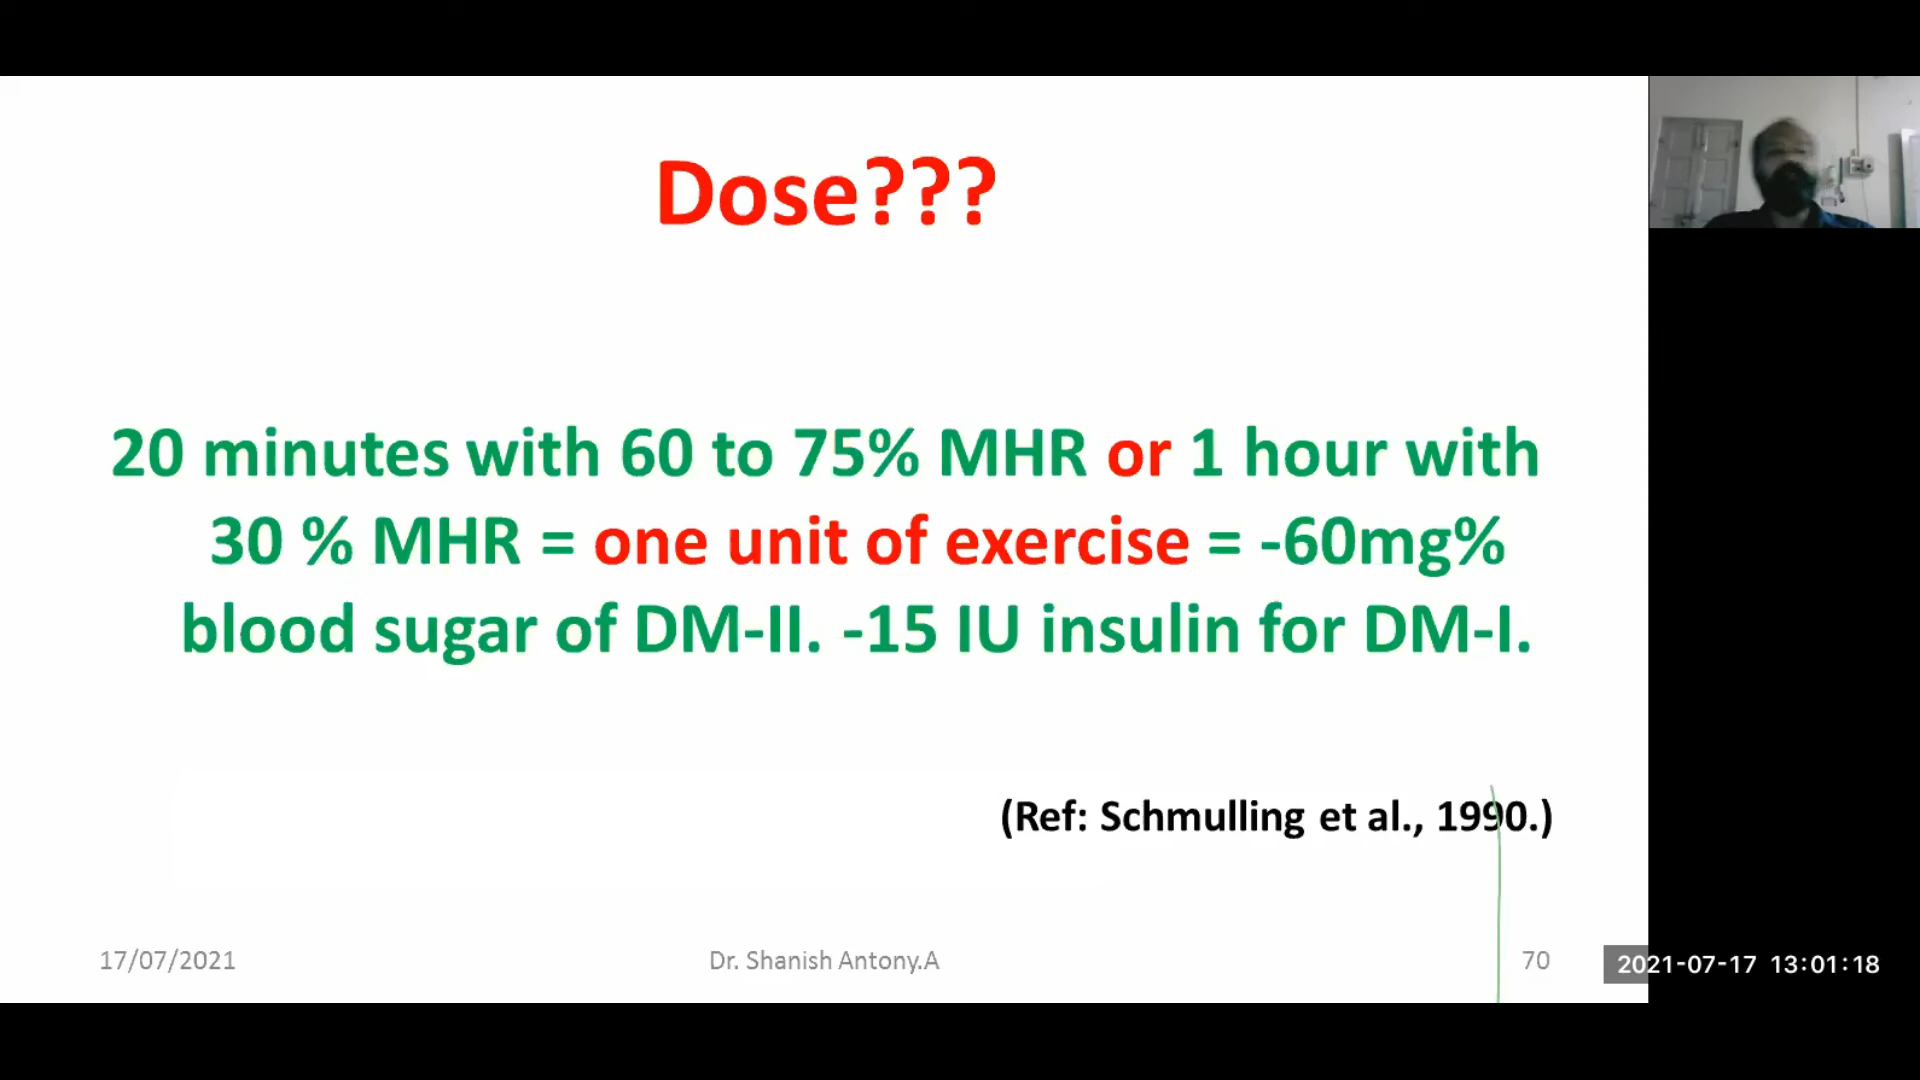 Dose???
20 minutes with 60 to 75% MHR or 1 hour with
30 % MHR = one unit of exercise = -60mg%
blood sugar of DM-II. -15 IU insulin for DM-I.
(Ref: Schmulling et al., 1990.)
17/07/2021
Dr. Shanish Antony.A
70
2021-07-17 13:01:18